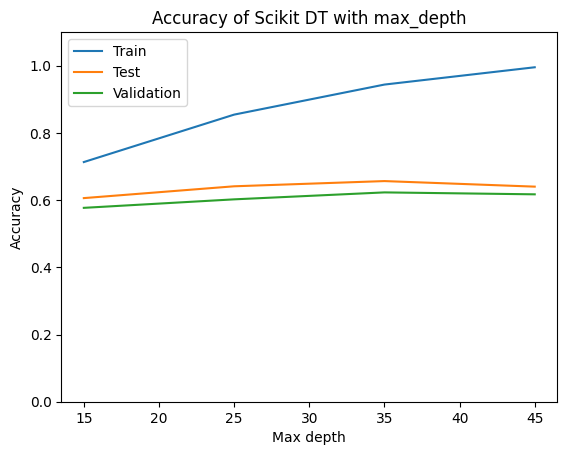 Accuracy of Scikit DT with max_depth
Train
Test
Validation
Accuracy
1.0
0.8
0.6
0.4
0.2
0.0
15 20 25 30 35 40 45
Max depth